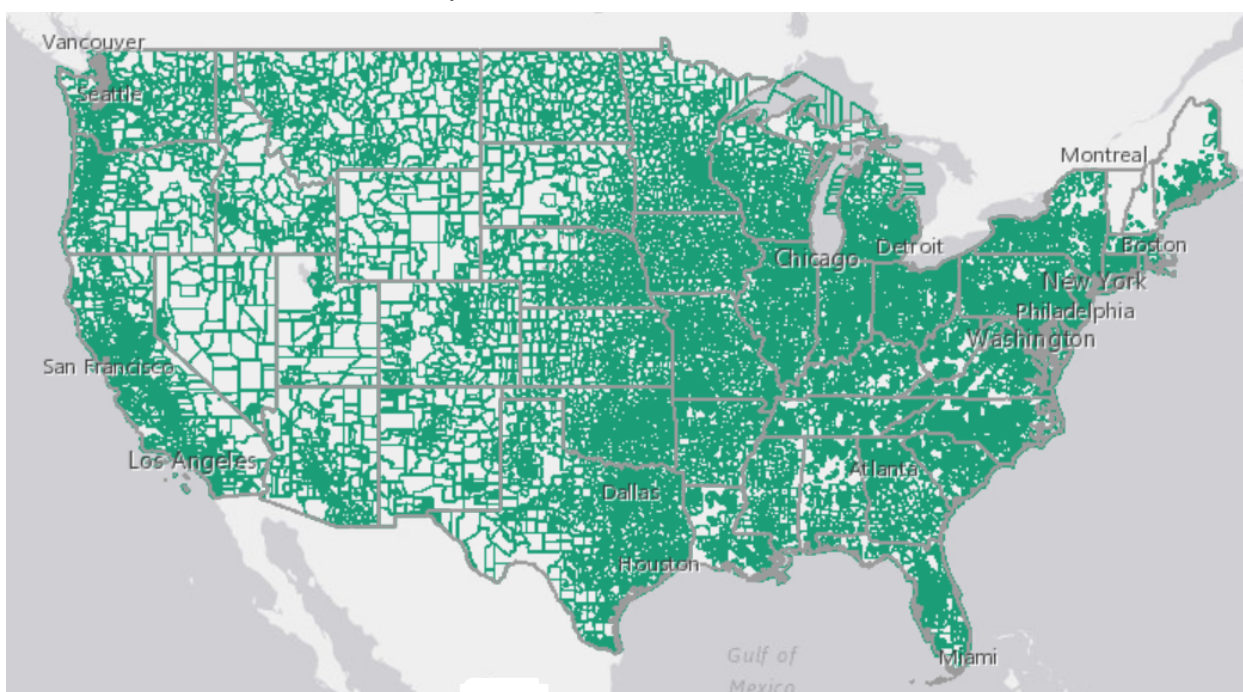 Vancouver
Seattle
Montreal
Boston
Detroit
Chicago
New York
Philadelphia
Washington
San Francisco
Los Angeles
Atlanta
Dallas
Houston
Gulf of
Mexico
Miami